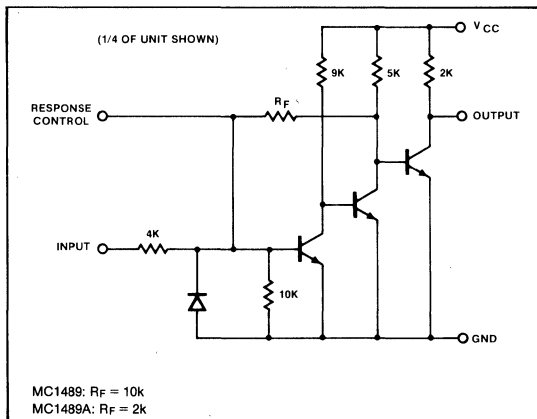 (1/4 OF UNIT SHOWN)
V CC
9K
5K
2K
RF
RESPONSE
CONTROL
OUTPUT
INPUT
4K
10K
GND
MC1489: RF = 10k
MC1489A: RF = 2k